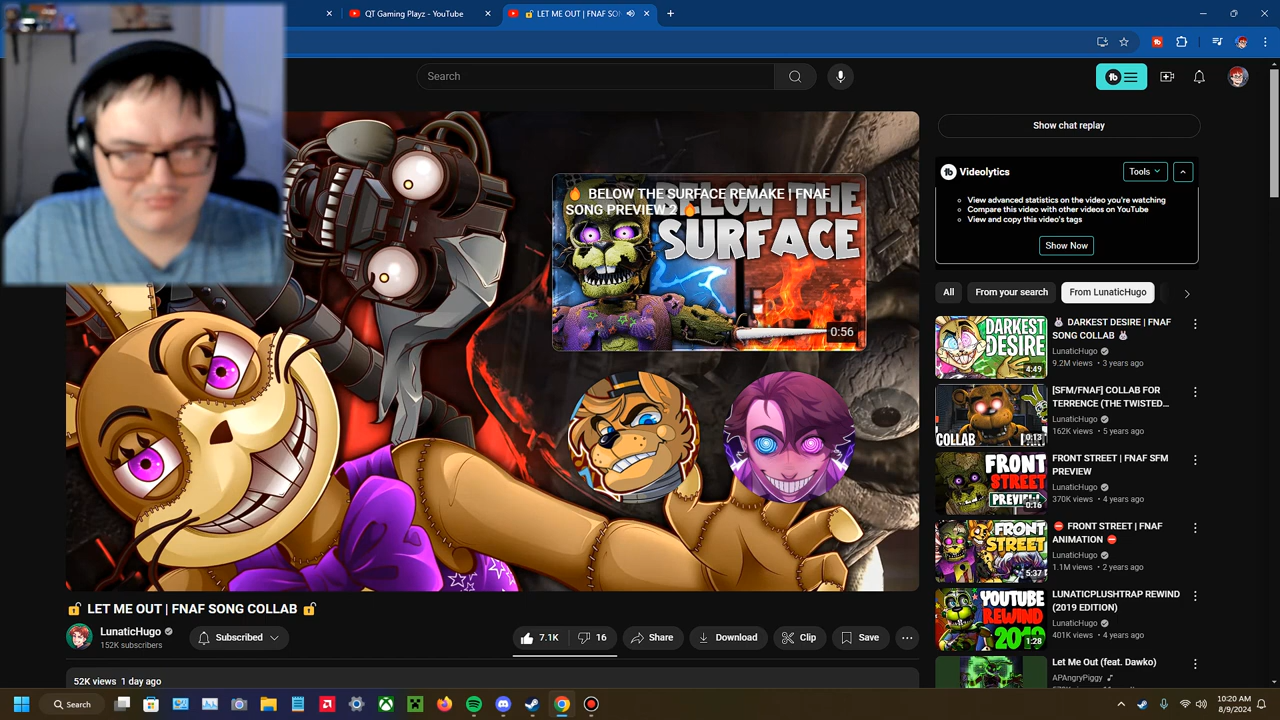 QT Gaming Playz - YouTube
LET ME OUT | FNAF SO
Search
Show chat replay
Videolytics
Tools
View advanced statistics on the video you're watching
Compare this video with other videos on YouTube
View and copy this video's tags
Show Now
All
From your search
From LunaticHugo
🔥 BELOW THE SURFACE REMAKE | FNAF
SONG PREVIEW 2 🔥
BELOW THE
SURFACE
0:56
DARKEST
DESIRE
4:49
🐰 DARKEST DESIRE | FNAF
SONG COLLAB 🐰
LunaticHugo
9.2M views • 3 years ago
COLLAB
0:13
[SFM/FNAF] COLLAB FOR
TERRENCE (THE TWISTED...
LunaticHugo
162K views • 5 years ago
FRONT
STREET
PREVIEW
0:16
FRONT STREET | FNAF SFM
PREVIEW
LunaticHugo
370K views • 4 years ago
FRONT
STREET
5:37
⛔ FRONT STREET | FNAF
ANIMATION ⛔
LunaticHugo
1.1M views • 2 years ago
YOUTUBE
REWIND
2019
1:28
LUNATICPLUSHTRAP REWIND
(2019 EDITION)
LunaticHugo
401K views • 4 years ago
Let Me Out (feat. Dawko)
APAngryPiggy
🔓 LET ME OUT | FNAF SONG COLLAB 🔓
LunaticHugo
152K subscribers
Subscribed
7.1K
16
Share
Download
Clip
Save
52K views 1 day ago
Search
10:20 AM
8/9/2024